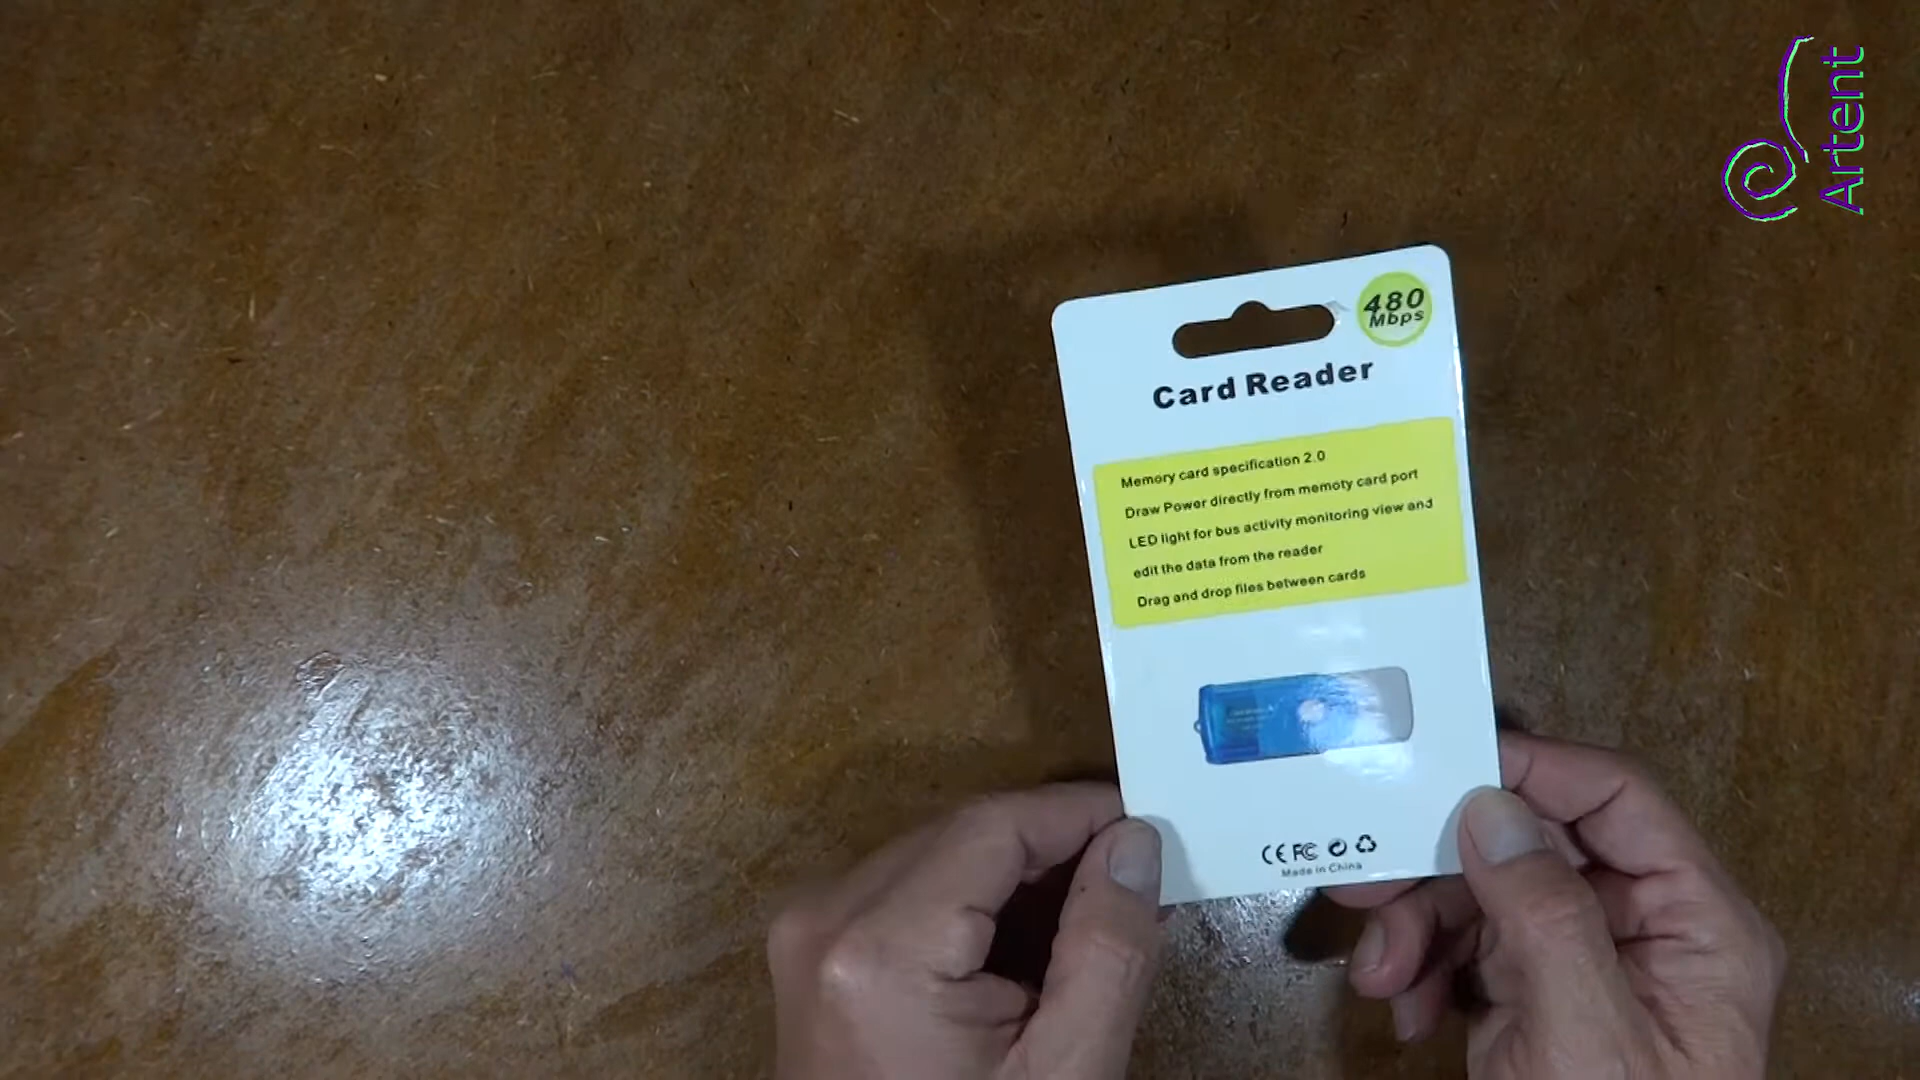 Artent
480
Mbps
Card Reader
Memory card specification 2.0
Draw Power directly from memoty card port
LED light for bus activity monitoring view and
edit the data from the reader
Drag and drop files between cards
CE FC
Made in China